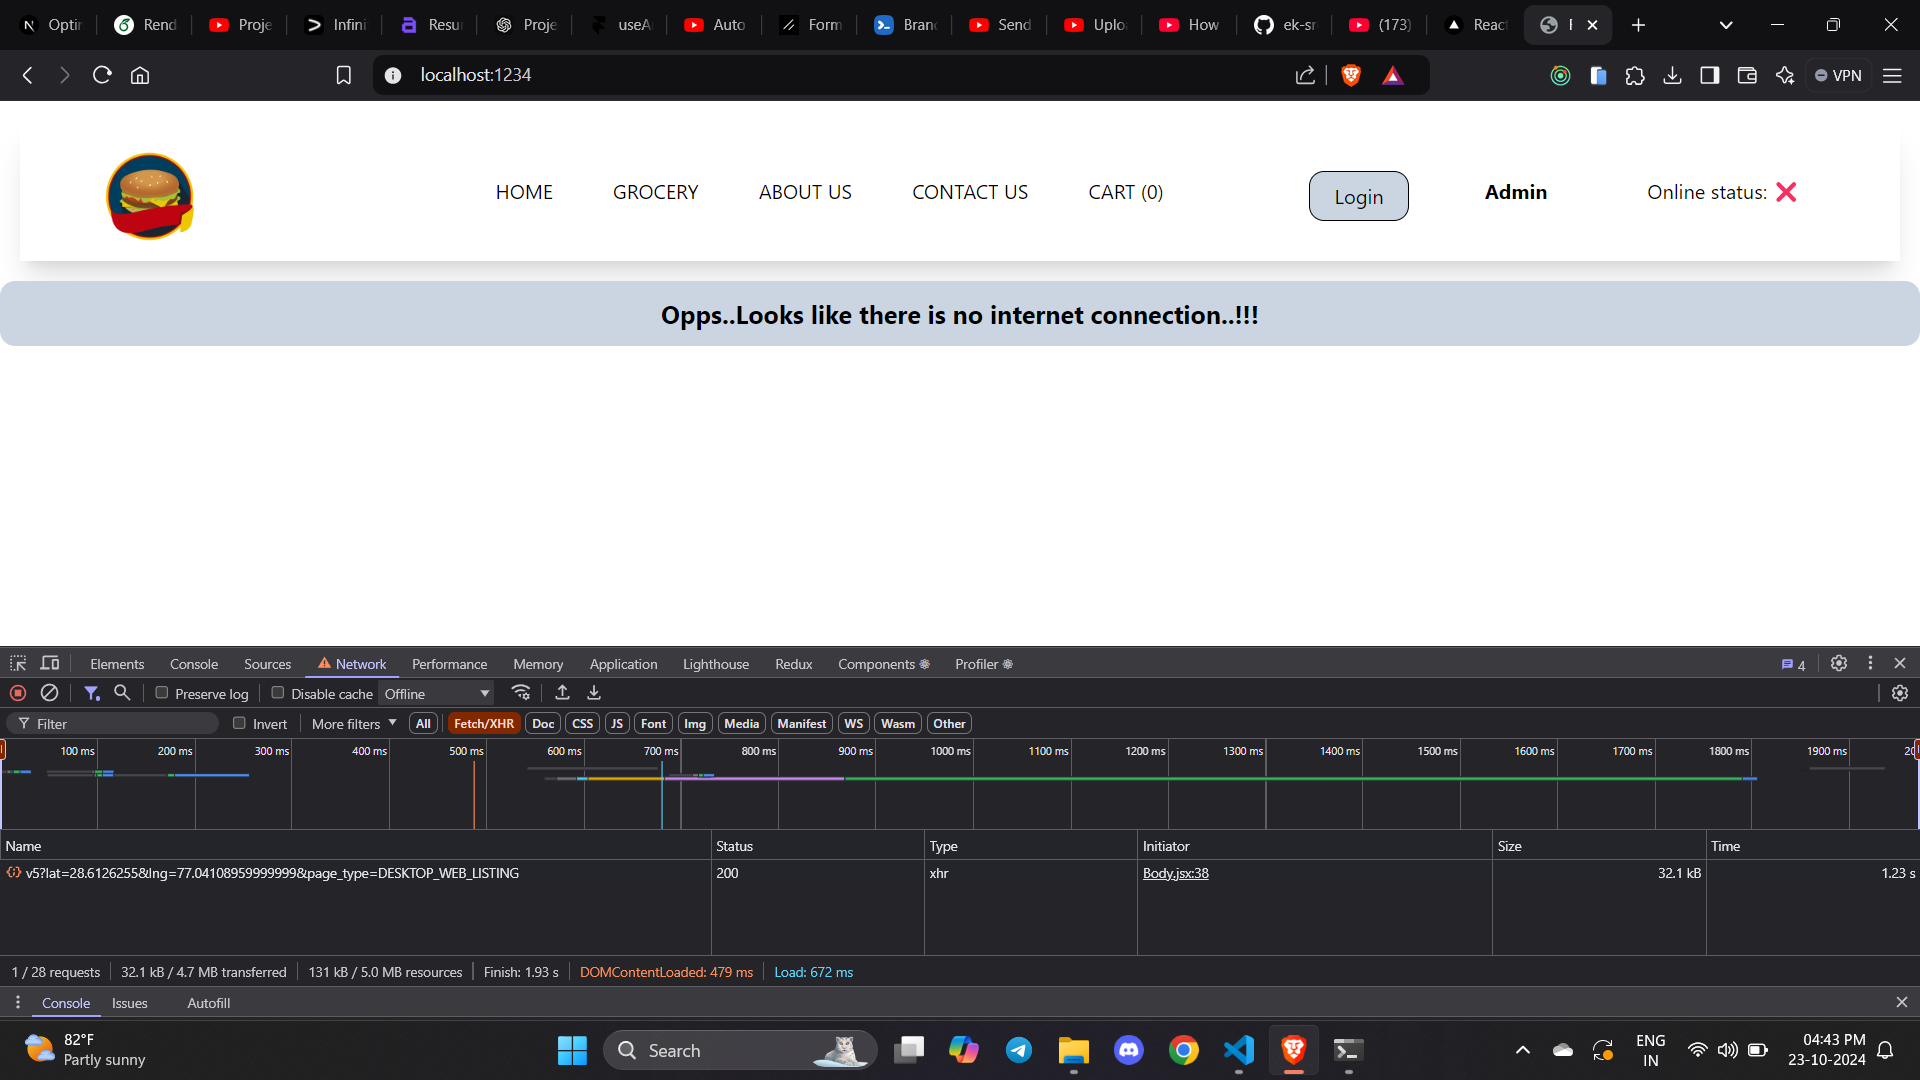 Optir
Rend
Proje
Infini
Resu
Proje
useA
Auto
Form
Branc
Send
Uplo
How
ek-sr
(173)
React
localhost:1234
VPN
HOME
GROCERY
ABOUT US
CONTACT US
CART (0)
Login
Admin
Online status: ❌
Opps..Looks like there is no internet connection..!!!
Elements
Console
Sources
Network
Performance
Memory
Application
Lighthouse
Redux
Components
Profiler
4
Preserve log
Disable cache
Offline
Filter
Invert
More filters
All
Fetch/XHR
Doc
CSS
JS
Font
Img
Media
Manifest
WS
Wasm
Other
100 ms
200 ms
300 ms
400 ms
500 ms
600 ms
700 ms
800 ms
900 ms
1000 ms
1100 ms
1200 ms
1300 ms
1400 ms
1500 ms
1600 ms
1700 ms
1800 ms
1900 ms
Name
Status
Type
Initiator
Size
Time
v5?lat=28.6126255&lng=77.04108959999999&page_type=DESKTOP_WEB_LISTING
200
xhr
Body.jsx:38
32.1 kB
1.23 s
1 / 28 requests
32.1 kB / 4.7 MB transferred
131 kB / 5.0 MB resources
Finish: 1.93 s
DOMContentLoaded: 479 ms
Load: 672 ms
Console
Issues
Autofill
82°F
Partly sunny
Search
ENG
IN
04:43 PM
23-10-2024